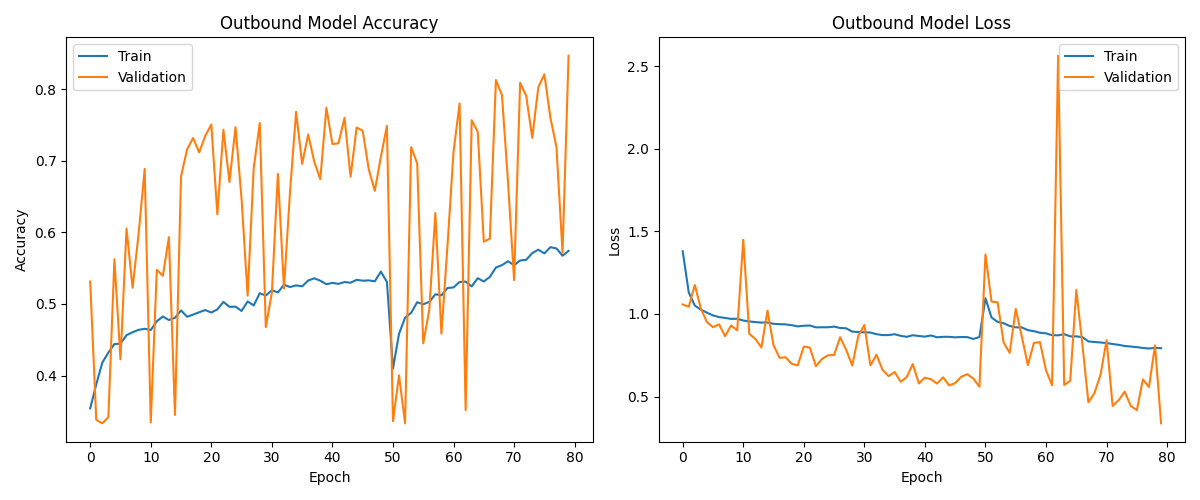 Outbound Model Accuracy
Train
Validation
0.8
0.7
0.6
0.5
0.4
Accuracy
0 10 20 30 40 50 60 70 80
Epoch
Outbound Model Loss
Train
Validation
2.5
2.0
1.5
1.0
0.5
Loss
0 10 20 30 40 50 60 70 80
Epoch